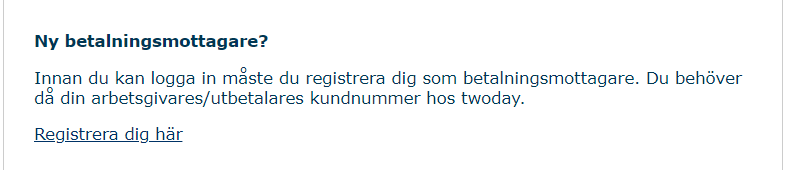 Ny betalningsmottagare?
Innan du kan logga in måste du registrera dig som betalningsmottagare. Du behöver
då din arbetsgivares/utbetalares kundnummer hos twoday.
Registrera dig här